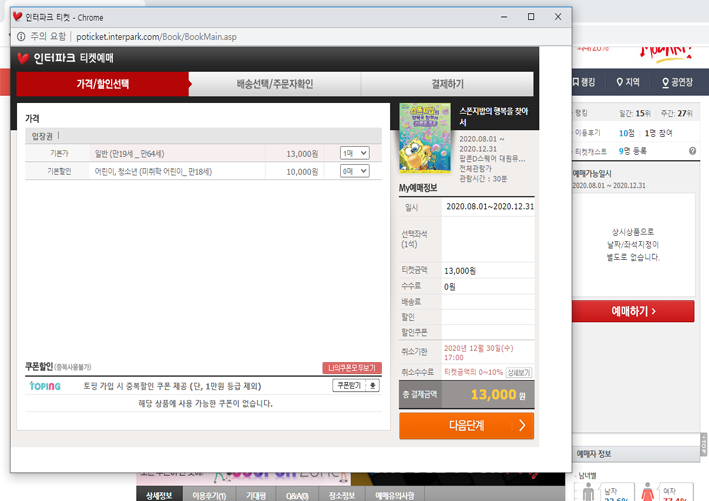 인터파크 티켓 - Chrome
주의 요함 | poticket.interpark.com/Book/BookMain.asp
인터파크 티켓예매
가격/할인선택
배송선택/주문자확인
결제하기
가격
입장권
기본가 일반 (만19세 _ 만64세) 13,000원 1매
기본할인 어린이, 청소년 (미취학 어린이_ 만18세) 10,000원 0매
쿠폰할인 (중복사용불가)
나의쿠폰모두보기
TOPING 토핑 가입 시 중복할인 쿠폰 제공 (단, 1만원 등급 제외) 쿠폰받기
해당 상품에 사용 가능한 쿠폰이 없습니다.
스폰지밥의 행복을 찾아
서
2020.08.01 ~
2020.12.31
팝콘D스퀘어 대원뮤...
전체관람가
관람시간 : 30분
My예매정보
일시 2020.08.01~2020.12.31
선택좌석
(1석)
티켓금액 13,000원
수수료 0원
배송료
할인
할인쿠폰
취소기한 2020년 12월 30일(수)
17:00
취소수수료 티켓금액의 0~10% 상세보기
총 결제금액 13,000 원
다음단계
최대20%
랭킹
지역
공연장
랭킹 일간: 15위 주간: 27위
이용후기 10점 1명 참여
티켓캐스트 9명 등록
예매가능일시
2020.08.01 ~ 2020.12.31
상시상품으로
날짜/좌석지정이
별도로 없습니다.
예매하기
예매자 정보
남녀별
남자
여자
22.6%
77.4%
상세정보
이용후기(1)
기대평
Q&A(0)
장소정보
예매유의사항